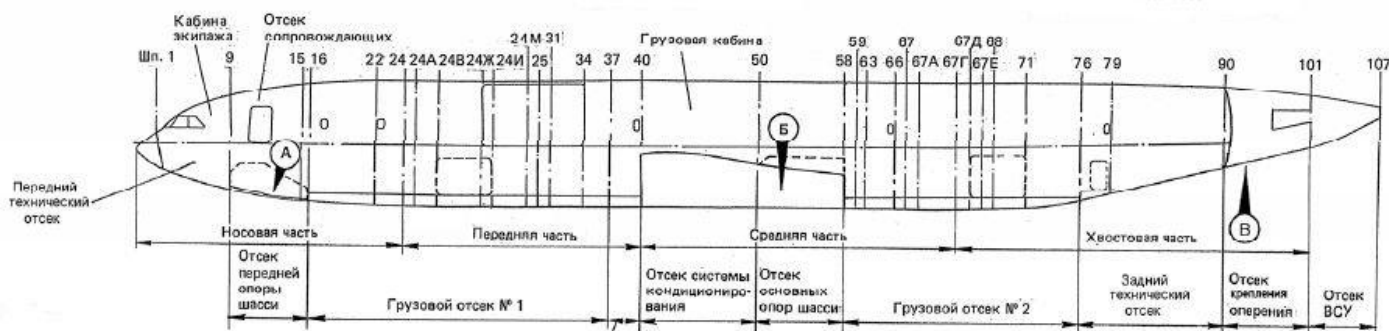 Кабина
экипажа
Отсек
сопровождающих
Грузовая кабина
Шп. 1 9 15 16 22 24 24А 24В 24Ж 24И 24М 25 31 34 37 40 50 58 59 63 66 67 67А 67Г 67Д 67Е 68 71 76 79 90 101 107
А
Б
В
Передний
технический
отсек
Носовая часть
Передняя часть
Средняя часть
Хвостовая часть
Отсек
передней
опоры
шасси
Грузовой отсек № 1
Отсек системы
кондициониро-
вания
Отсек
основных
опор шасси
Грузовой отсек № 2
Задний
технический
отсек
Отсек
крепления
оперения
Отсек
ВСУ